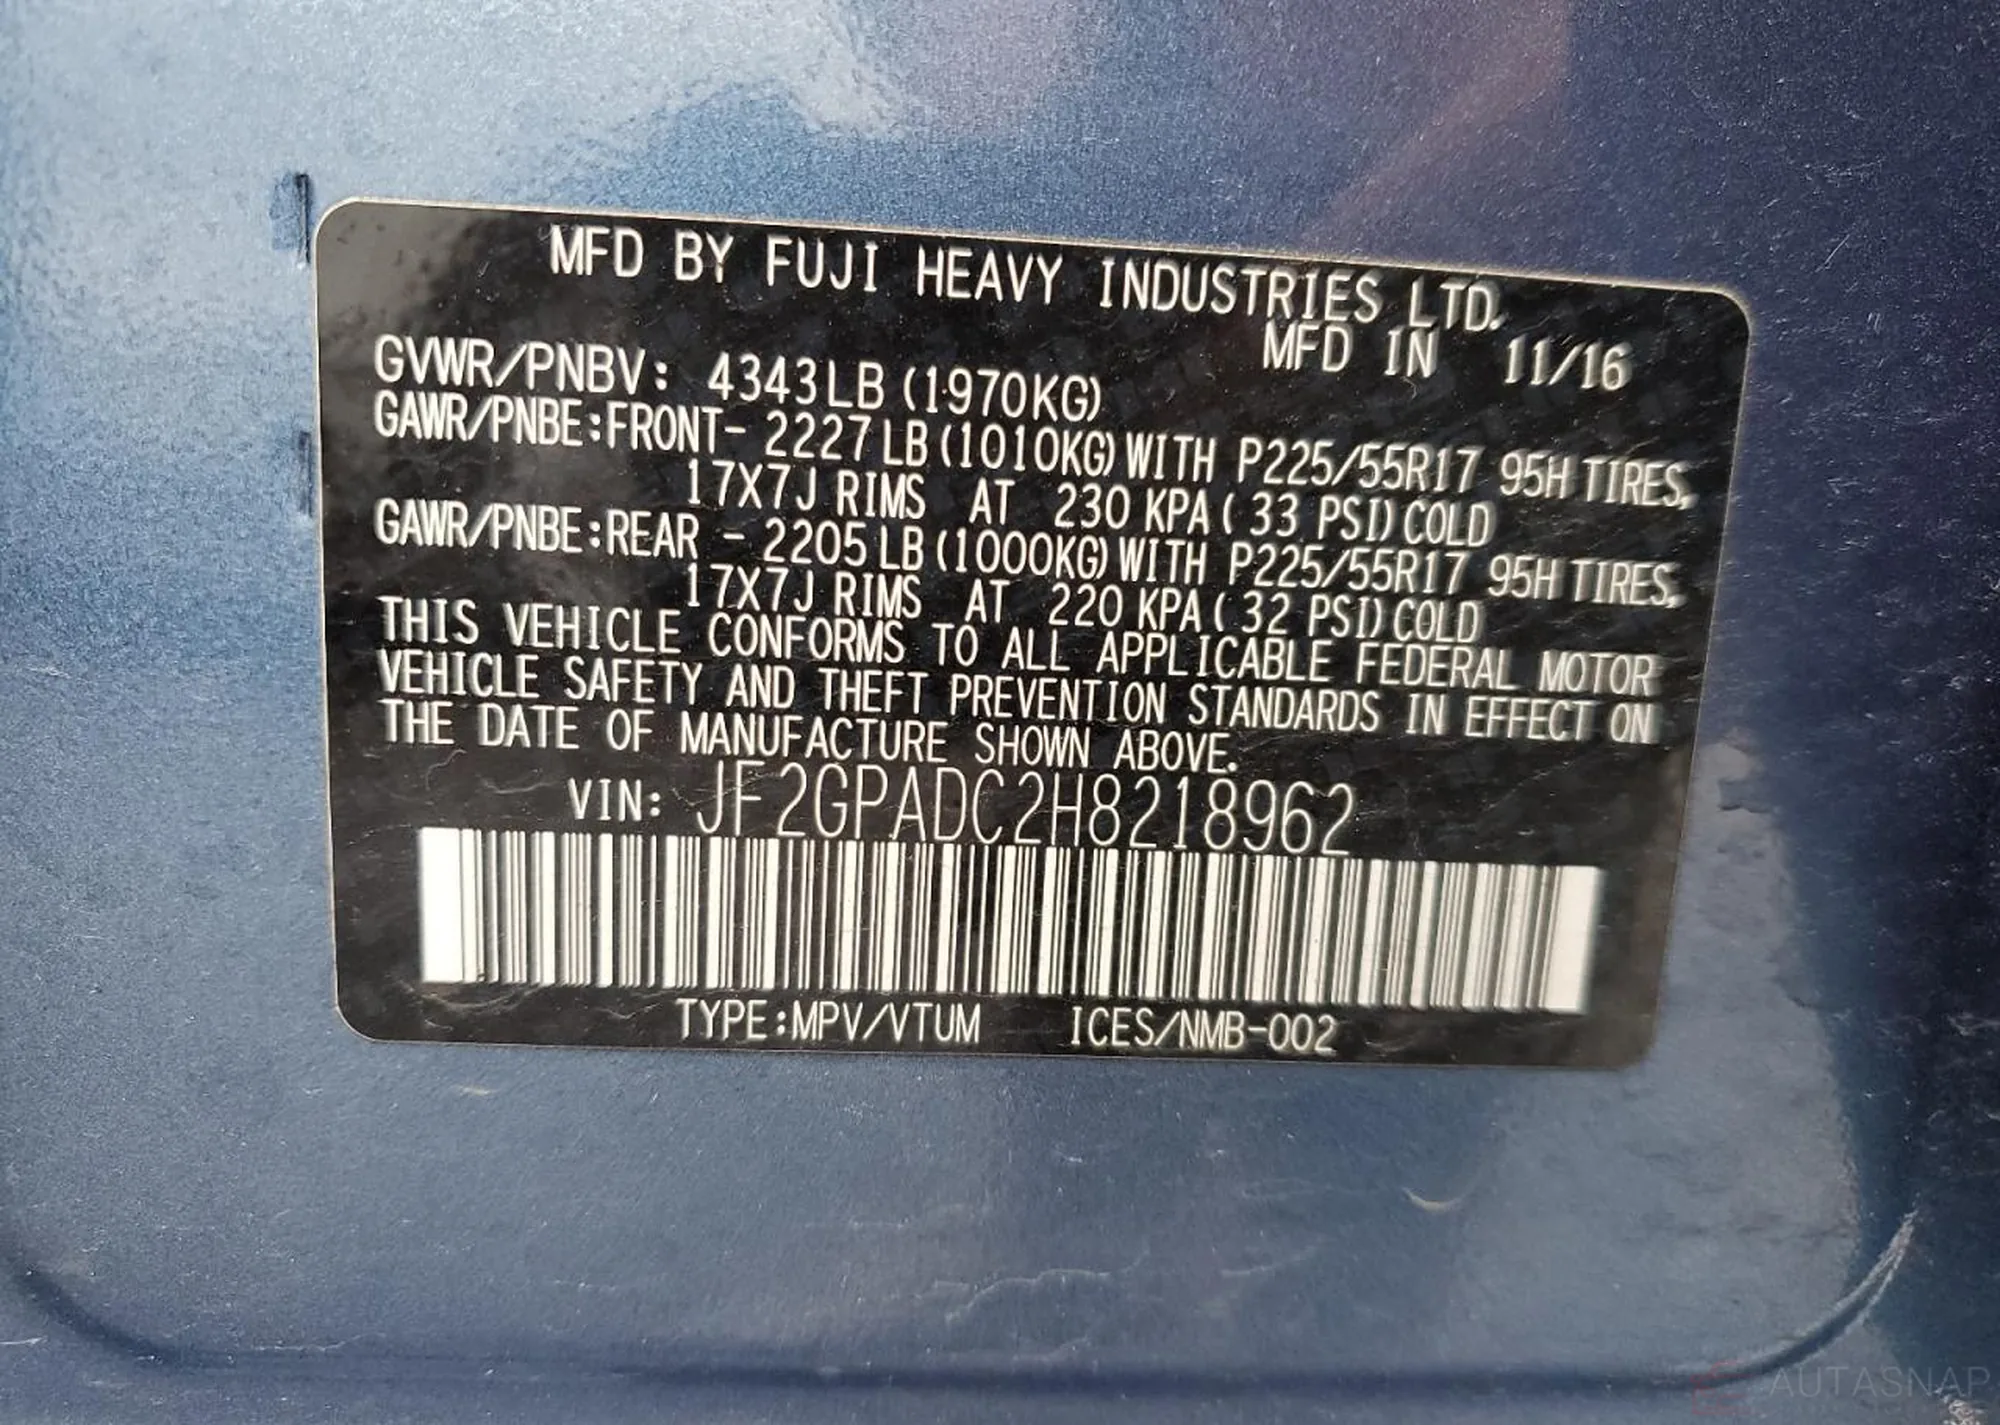 MFD BY FUJI HEAVY INDUSTRIES LTD.
MFD IN 11/16
GVWR/PNBV: 4343LB (1970KG)
GAWR/PNBE:FRONT- 2227LB (1010KG) WITH P225/55R17 95H TIRES,
17X7J RIMS AT 230 KPA ( 33 PSI) COLD
GAWR/PNBE:REAR - 2205LB (1000KG) WITH P225/55R17 95H TIRES,
17X7J RIMS AT 220 KPA ( 32 PSI) COLD
THIS VEHICLE CONFORMS TO ALL APPLICABLE FEDERAL MOTOR
VEHICLE SAFETY AND THEFT PREVENTION STANDARDS IN EFFECT ON
THE DATE OF MANUFACTURE SHOWN ABOVE.
VIN: JF2GPADC2H8218962
TYPE:MPV/VTUM ICES/NMB-002
AUTASNAP